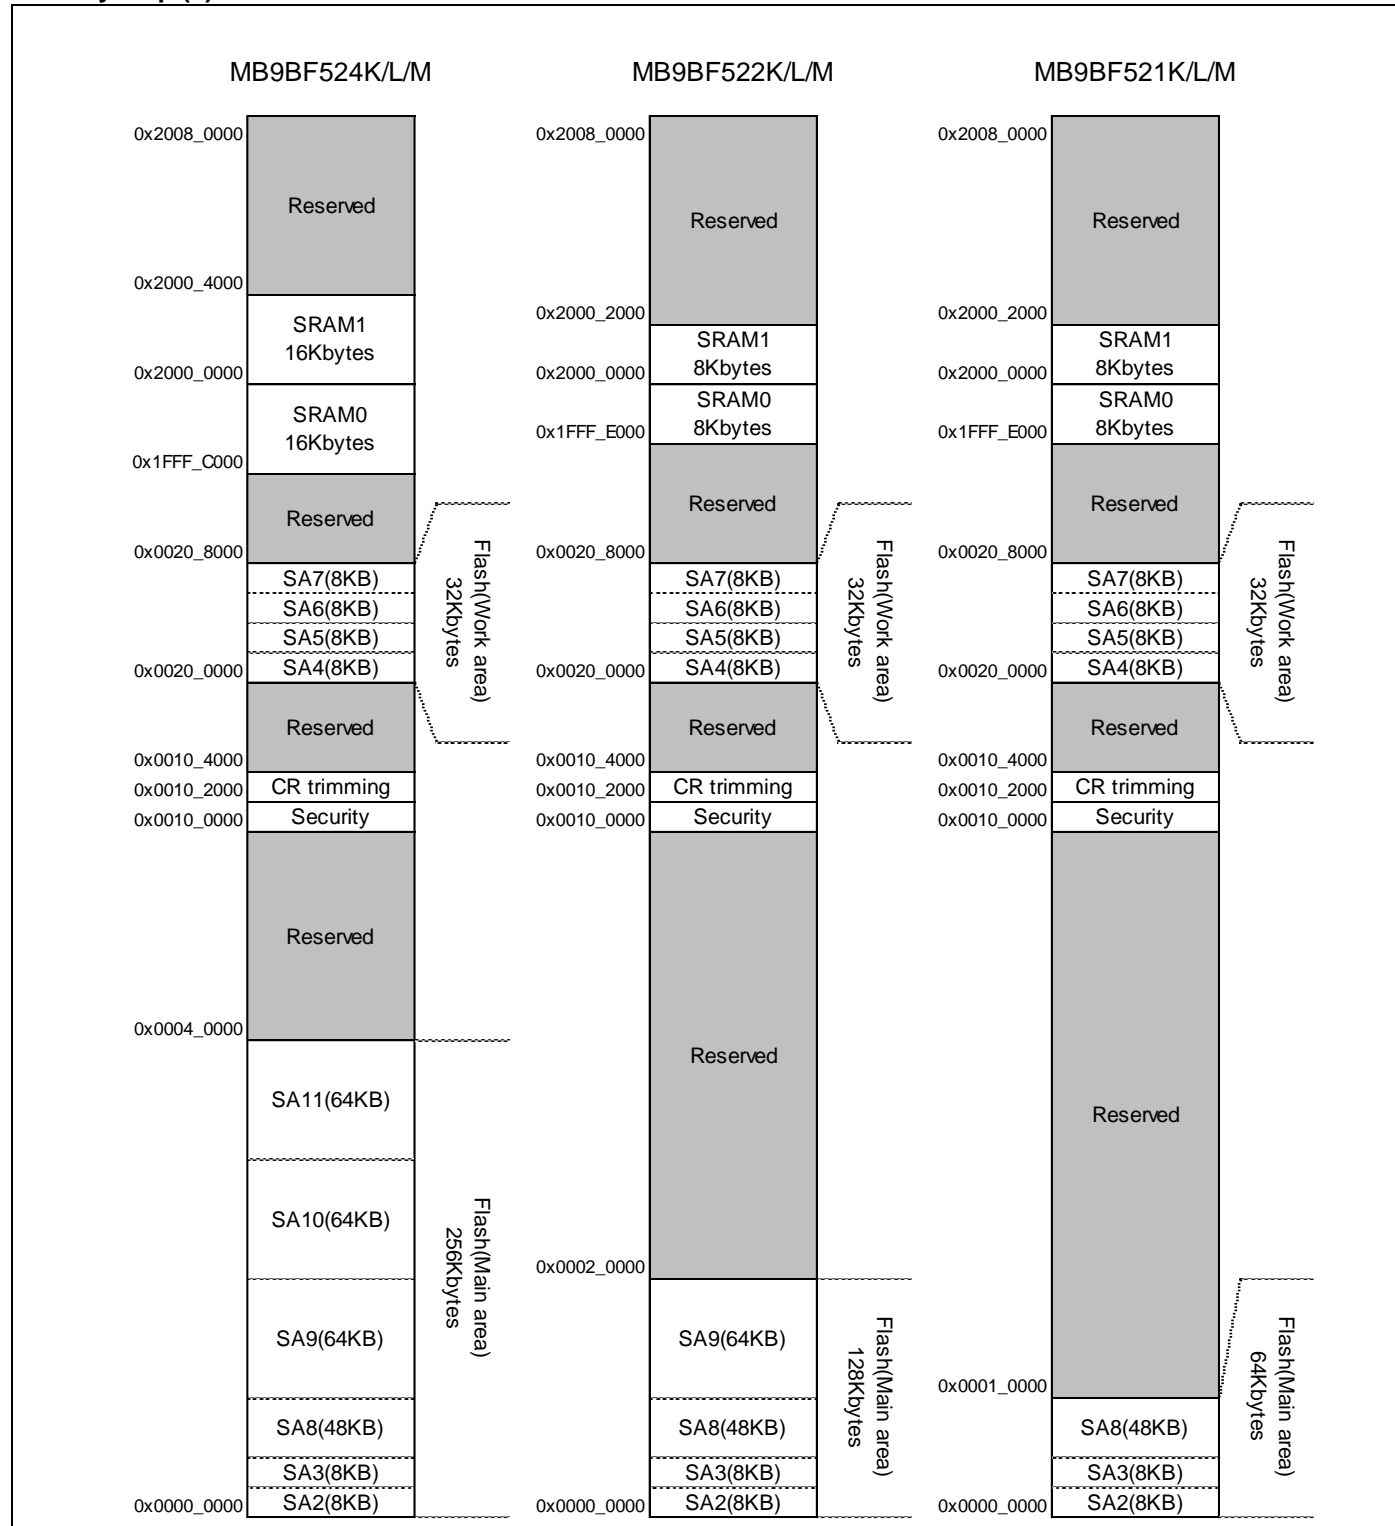 MB9BF524K/L/M
0x2008_0000
Reserved
0x2000_4000
SRAM1
16Kbytes
0x2000_0000
SRAM0
16Kbytes
0x1FFF_C000
Reserved
0x0020_8000
SA7(8KB)
SA6(8KB)
SA5(8KB)
SA4(8KB)
0x0020_0000
Flash(Work area)
32Kbytes
Reserved
0x0010_4000
CR trimming
0x0010_2000
Security
0x0010_0000
Reserved
0x0004_0000
SA11(64KB)
SA10(64KB)
SA9(64KB)
SA8(48KB)
SA3(8KB)
SA2(8KB)
0x0000_0000
Flash(Main area)
256Kbytes
MB9BF522K/L/M
0x2008_0000
Reserved
0x2000_2000
SRAM1
8Kbytes
0x2000_0000
SRAM0
8Kbytes
0x1FFF_E000
Reserved
0x0020_8000
SA7(8KB)
SA6(8KB)
SA5(8KB)
SA4(8KB)
0x0020_0000
Flash(Work area)
32Kbytes
Reserved
0x0010_4000
CR trimming
0x0010_2000
Security
0x0010_0000
Reserved
0x0002_0000
SA9(64KB)
SA8(48KB)
SA3(8KB)
SA2(8KB)
0x0000_0000
Flash(Main area)
128Kbytes
MB9BF521K/L/M
0x2008_0000
Reserved
0x2000_2000
SRAM1
8Kbytes
0x2000_0000
SRAM0
8Kbytes
0x1FFF_E000
Reserved
0x0020_8000
SA7(8KB)
SA6(8KB)
SA5(8KB)
SA4(8KB)
0x0020_0000
Flash(Work area)
32Kbytes
Reserved
0x0010_4000
CR trimming
0x0010_2000
Security
0x0010_0000
Reserved
0x0001_0000
SA8(48KB)
SA3(8KB)
SA2(8KB)
0x0000_0000
Flash(Main area)
64Kbytes